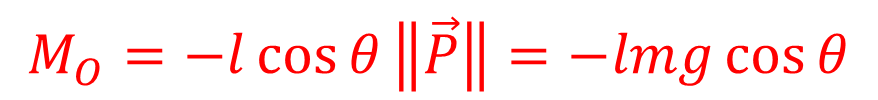 M_O = −l cos θ ‖P⃗‖ = −lmg cos θ